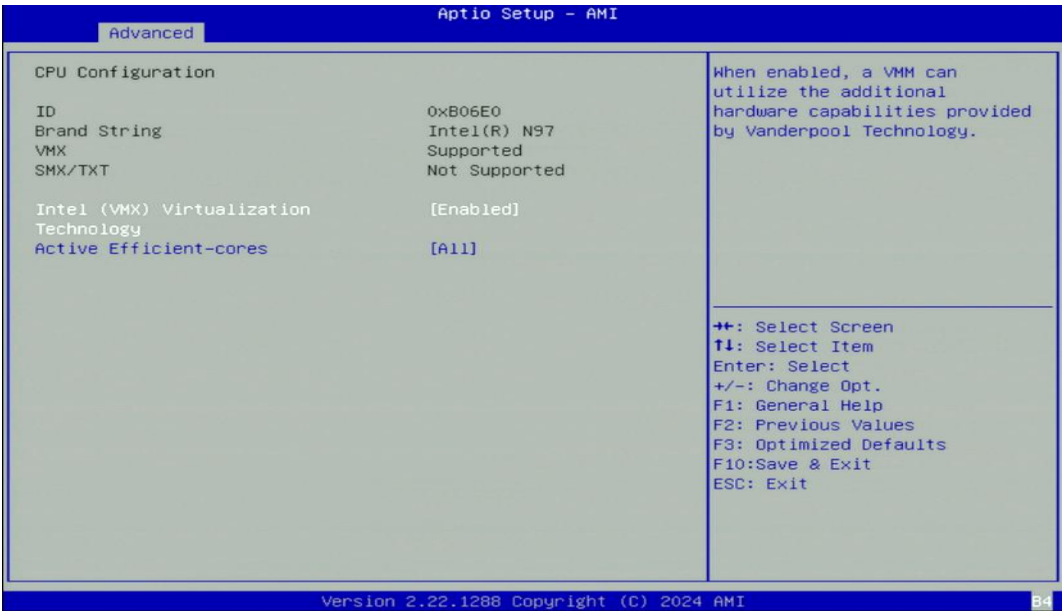 Aptio Setup - AMI
Advanced
CPU Configuration
ID 0xB06E0
Brand String Intel(R) N97
VMX Supported
SMX/TXT Not Supported
Intel (VMX) Virtualization [Enabled]
Technology
Active Efficient-cores [All]
When enabled, a VMM can
utilize the additional
hardware capabilities provided
by Vanderpool Technology.
→←: Select Screen
↑↓: Select Item
Enter: Select
+/-: Change Opt.
F1: General Help
F2: Previous Values
F3: Optimized Defaults
F10:Save & Exit
ESC: Exit
Version 2.22.1288 Copyright (C) 2024 AMI
B4